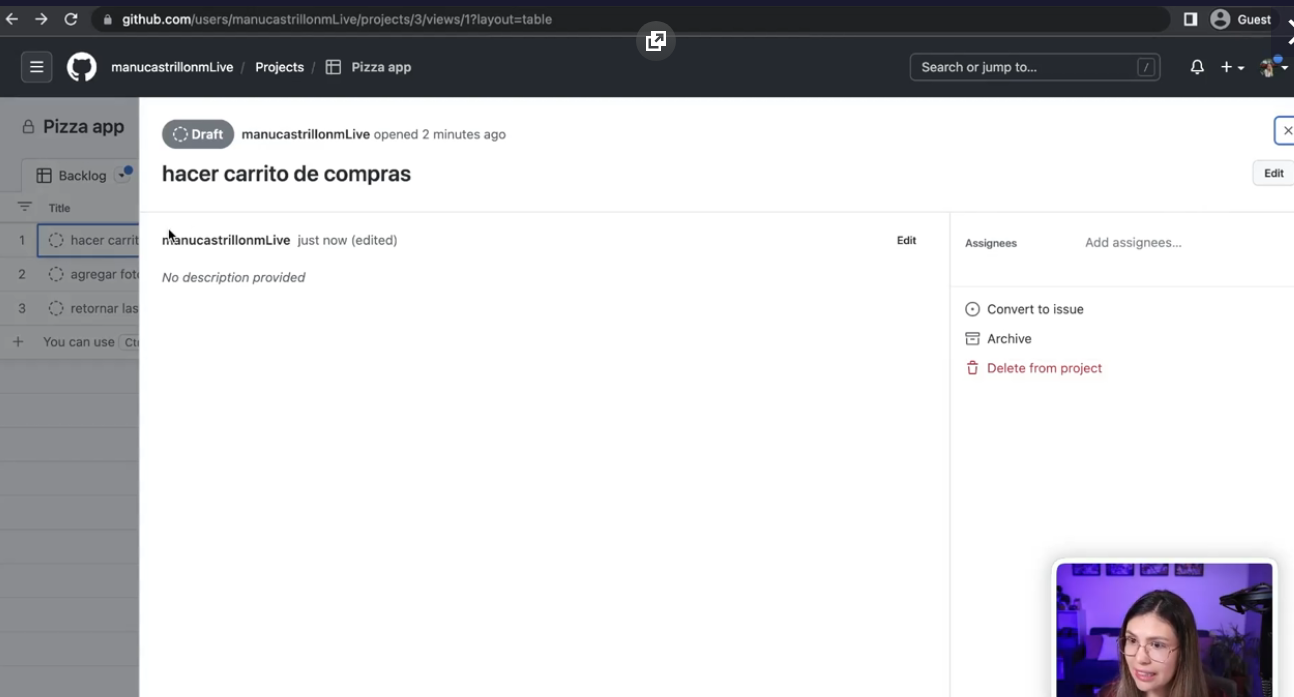 github.com/users/manucastrillonmLive/projects/3/views/1?layout=table
Guest
manucastrillonmLive / Projects / Pizza app
Search or jump to... /
Pizza app
Backlog
Title
1 hacer carrit
2 agregar foto
3 retornar las
You can use Ct
Draft manucastrillonmLive opened 2 minutes ago
hacer carrito de compras
Edit
manucastrillonmLive just now (edited)
Edit
No description provided
Assignees Add assignees...
Convert to issue
Archive
Delete from project